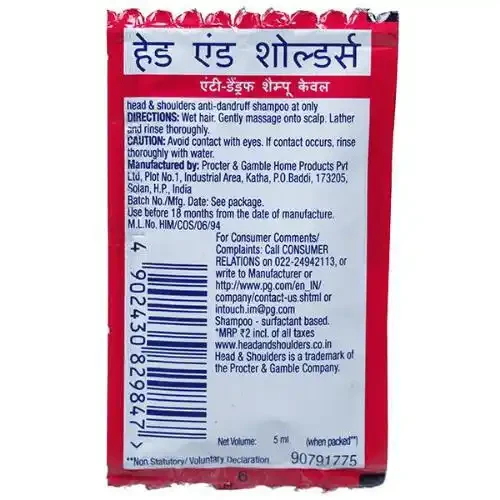 हेड एंड शोल्डर्स
एंटी-डैंड्रफ शैम्पू केवल
head & shoulders anti-dandruff shampoo at only
DIRECTIONS: Wet hair. Gently massage onto scalp. Lather
and rinse thoroughly.
CAUTION: Avoid contact with eyes. If contact occurs, rinse
thoroughly with water.
Manufactured by: Procter & Gamble Home Products Pvt
Ltd, Plot No.1, Industrial Area, Katha, P.O.Baddi, 173205,
Solan, H.P., India
Batch No./Mfg. Date: See package.
Use before 18 months from the date of manufacture.
M.L No. HIM/COS/06/94
For Consumer Comments/
Complaints: Call CONSUMER
RELATIONS on 022-24942113, or
write to Manufacturer or
http://www.pg.com/en_IN/
company/contact-us.shtml or
intouch.im@pg.com
Shampoo - surfactant based.
*MRP ₹2 incl. of all taxes
www.headandshoulders.co.in
Head & Shoulders is a trademark of
the Procter & Gamble Company.
4 902430 829847 >
Net Volume: 5 ml (when packed**)
**Non Statutory/ Voluntary Declaration 90791775
6